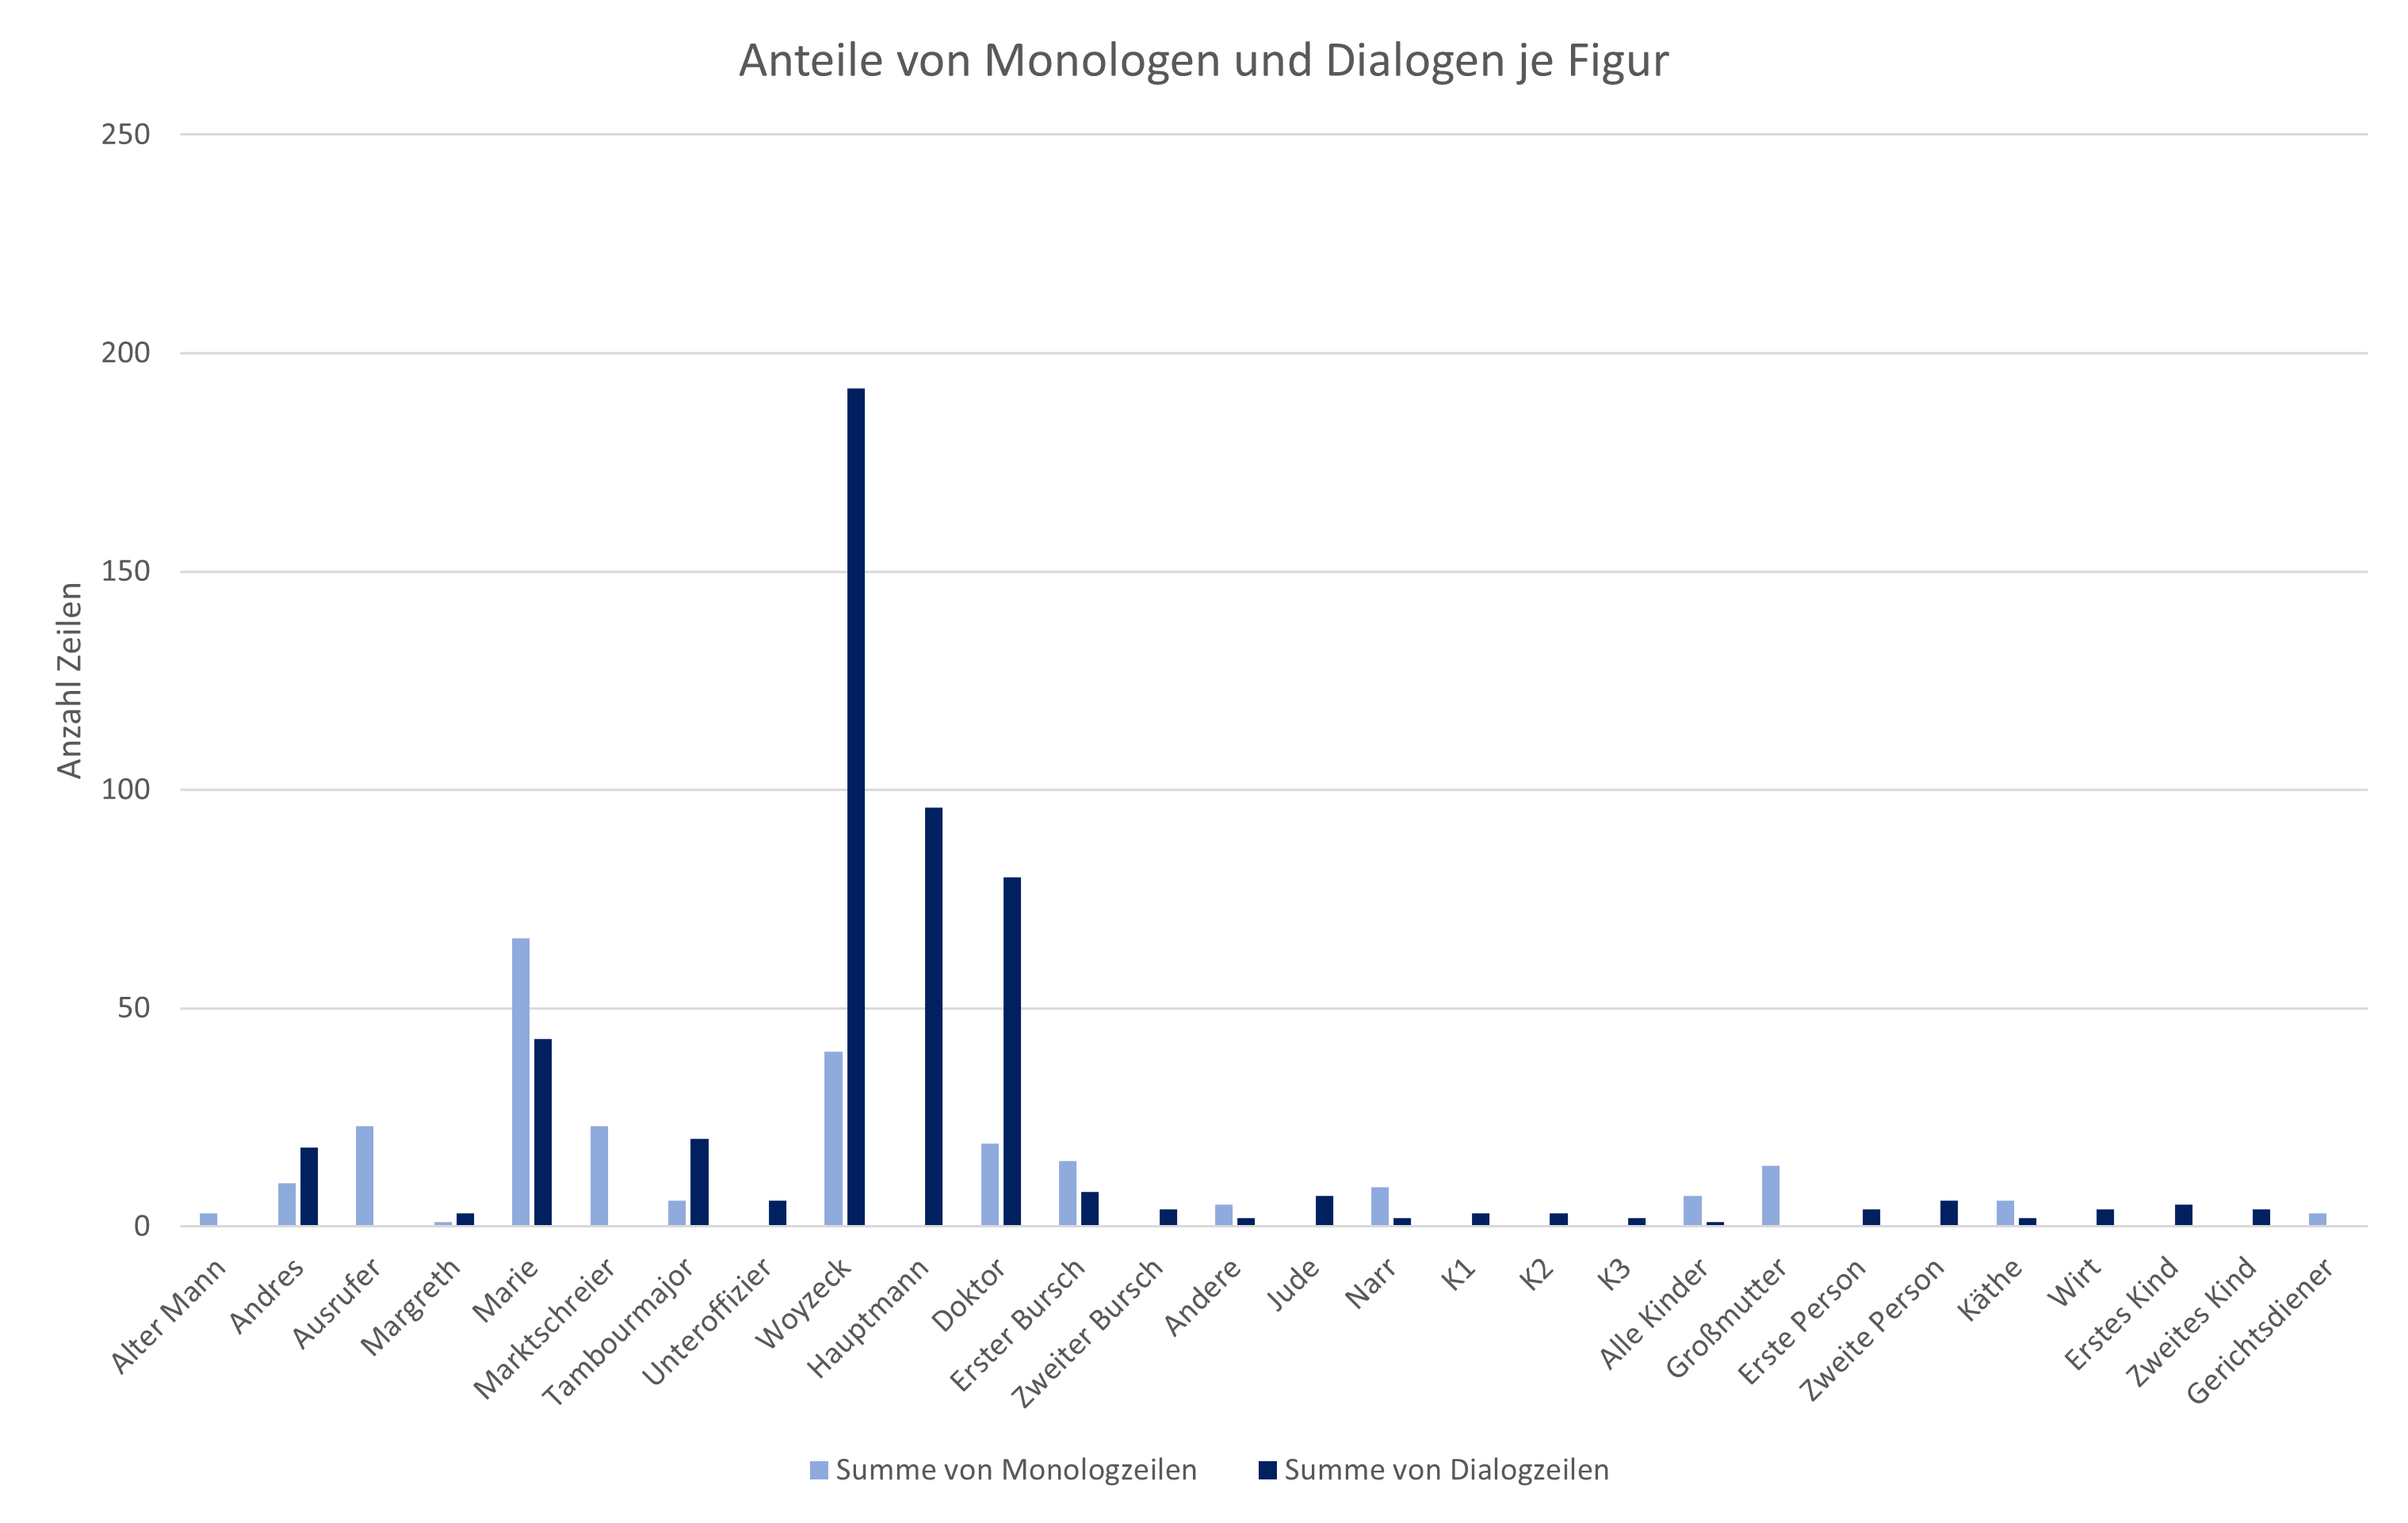 Anteile von Monologen und Dialogen je Figur
250
200
150
100
50
0
Anzahl Zeilen
Alter Mann
Andres
Ausrufer
Margreth
Marie
Marktschreier
Tambourmajor
Unteroffizier
Woyzeck
Hauptmann
Doktor
Erster Bursch
Zweiter Bursch
Andere
Jude
Narr
K1
K2
K3
Alle Kinder
Großmutter
Erste Person
Zweite Person
Käthe
Wirt
Erstes Kind
Zweites Kind
Gerichtsdiener
Summe von Monologzeilen
Summe von Dialogzeilen